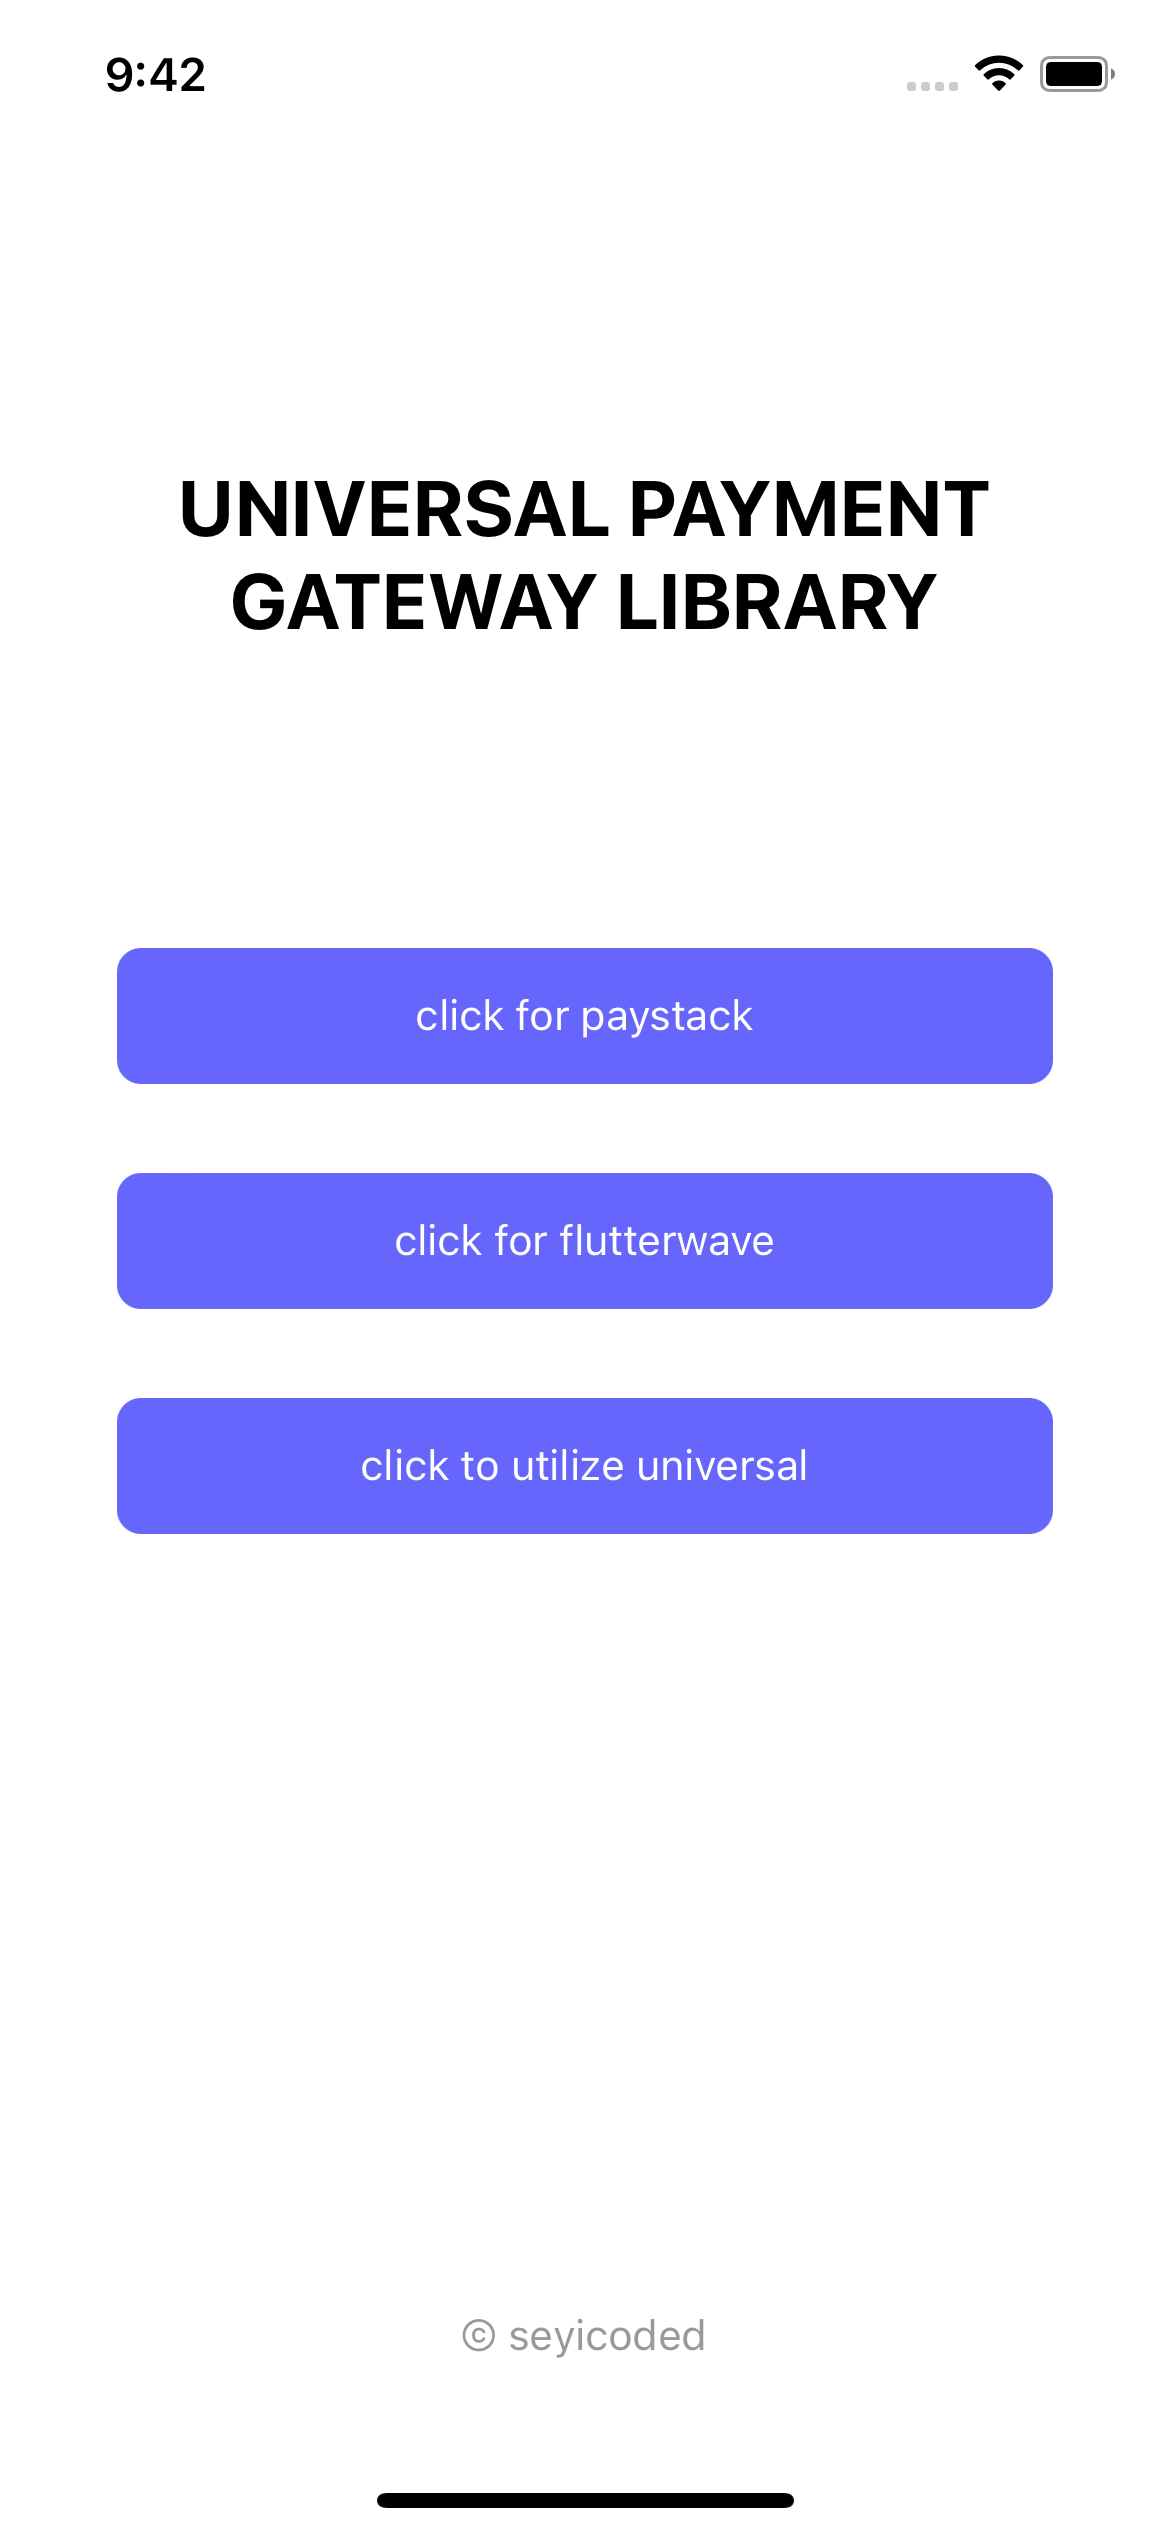 9:42
UNIVERSAL PAYMENT
GATEWAY LIBRARY
click for paystack
click for flutterwave
click to utilize universal
© seyicoded